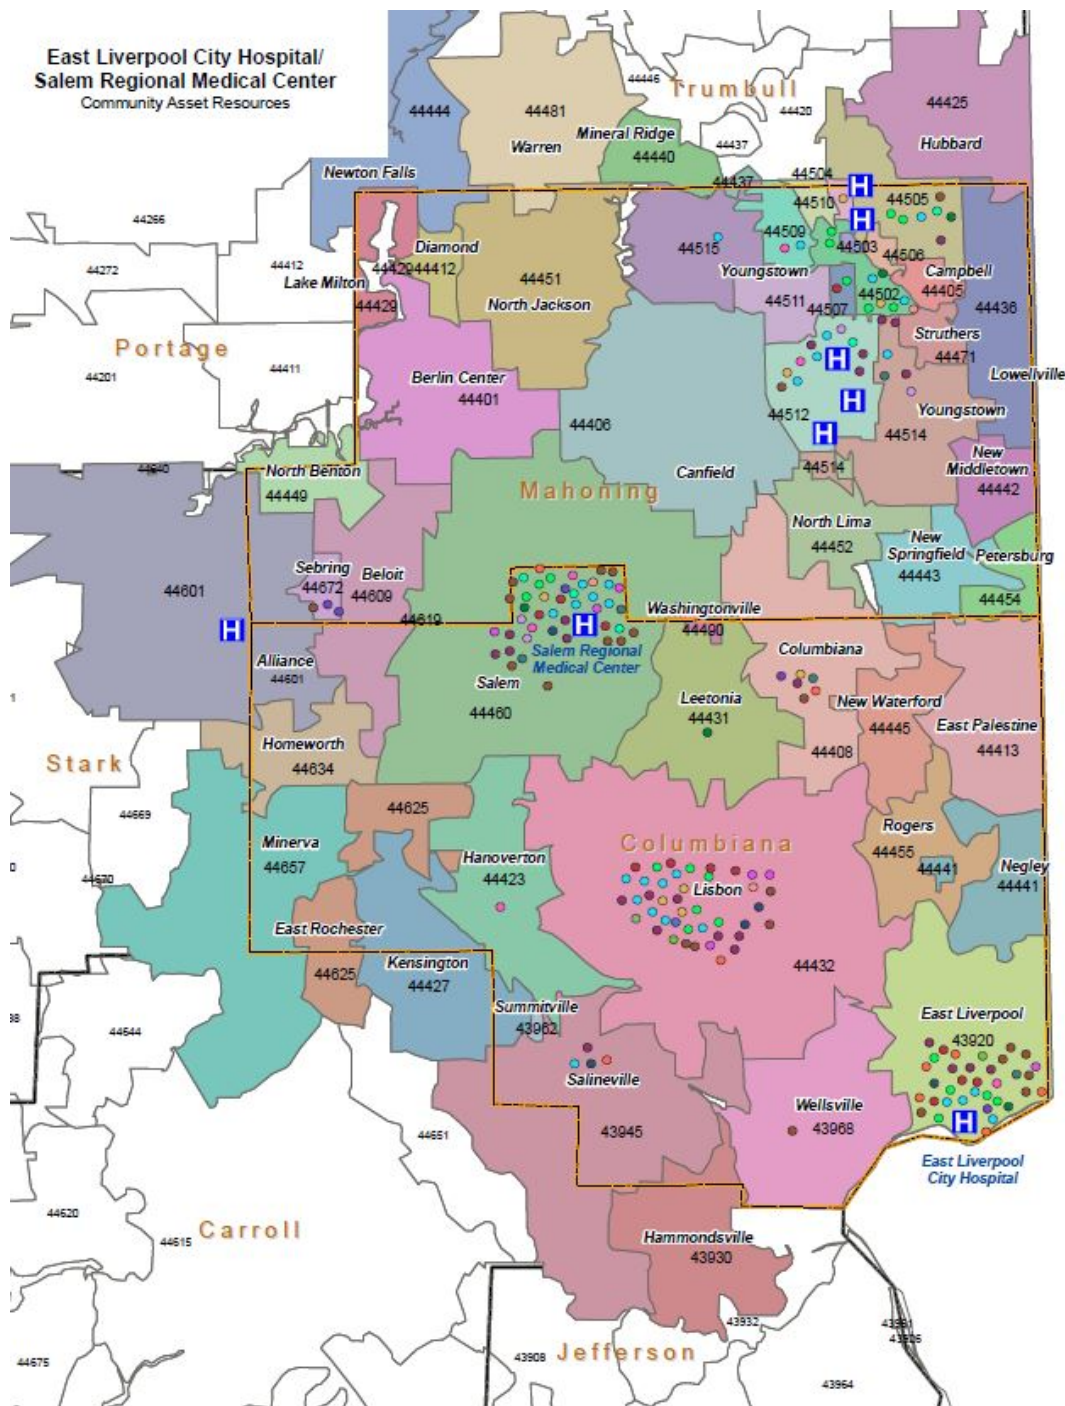 East Liverpool City Hospital/
Salem Regional Medical Center
Community Asset Resources
44446
Trumbull
44444
44481
44420
44425
Warren
Mineral Ridge
44440
44437
Hubbard
Newton Falls
44437
44504
H
44266
44510
44505
H
44509
44503
Diamond
44515
44506
44272
44412
44429
44412
44451
Youngstown
Campbell
Lake Milton
44405
44429
North Jackson
44511
44507
44502
44436
Portage
Struthers
44471
H
44201
44411
Berlin Center
44401
Lowellville
H
44406
44512
Youngstown
44514
H
44640
North Benton
Canfield
44514
New
Middletown
44442
44449
Mahoning
North Lima
44452
New
Springfield
44443
Petersburg
Sebring
44672
Beloit
44609
44601
44454
Washingtonville
44619
44490
H
H
Salem Regional
Medical Center
Columbiana
Alliance
44601
Salem
Leetonia
44431
New Waterford
44460
44445
East Palestine
44413
Homeworth
44634
44408
Stark
44669
44625
Minerva
44657
Columbiana
Rogers
44455
Hanoverton
44423
44441
Negley
44441
44670
Lisbon
East Rochester
Kensington
44427
44625
44432
Summitville
43962
East Liverpool
43920
44644
Salineville
Wellsville
43968
H
44651
43945
East Liverpool
City Hospital
44620
44615
Carroll
Hammondsville
43930
43932
44675
43908
Jefferson
43964